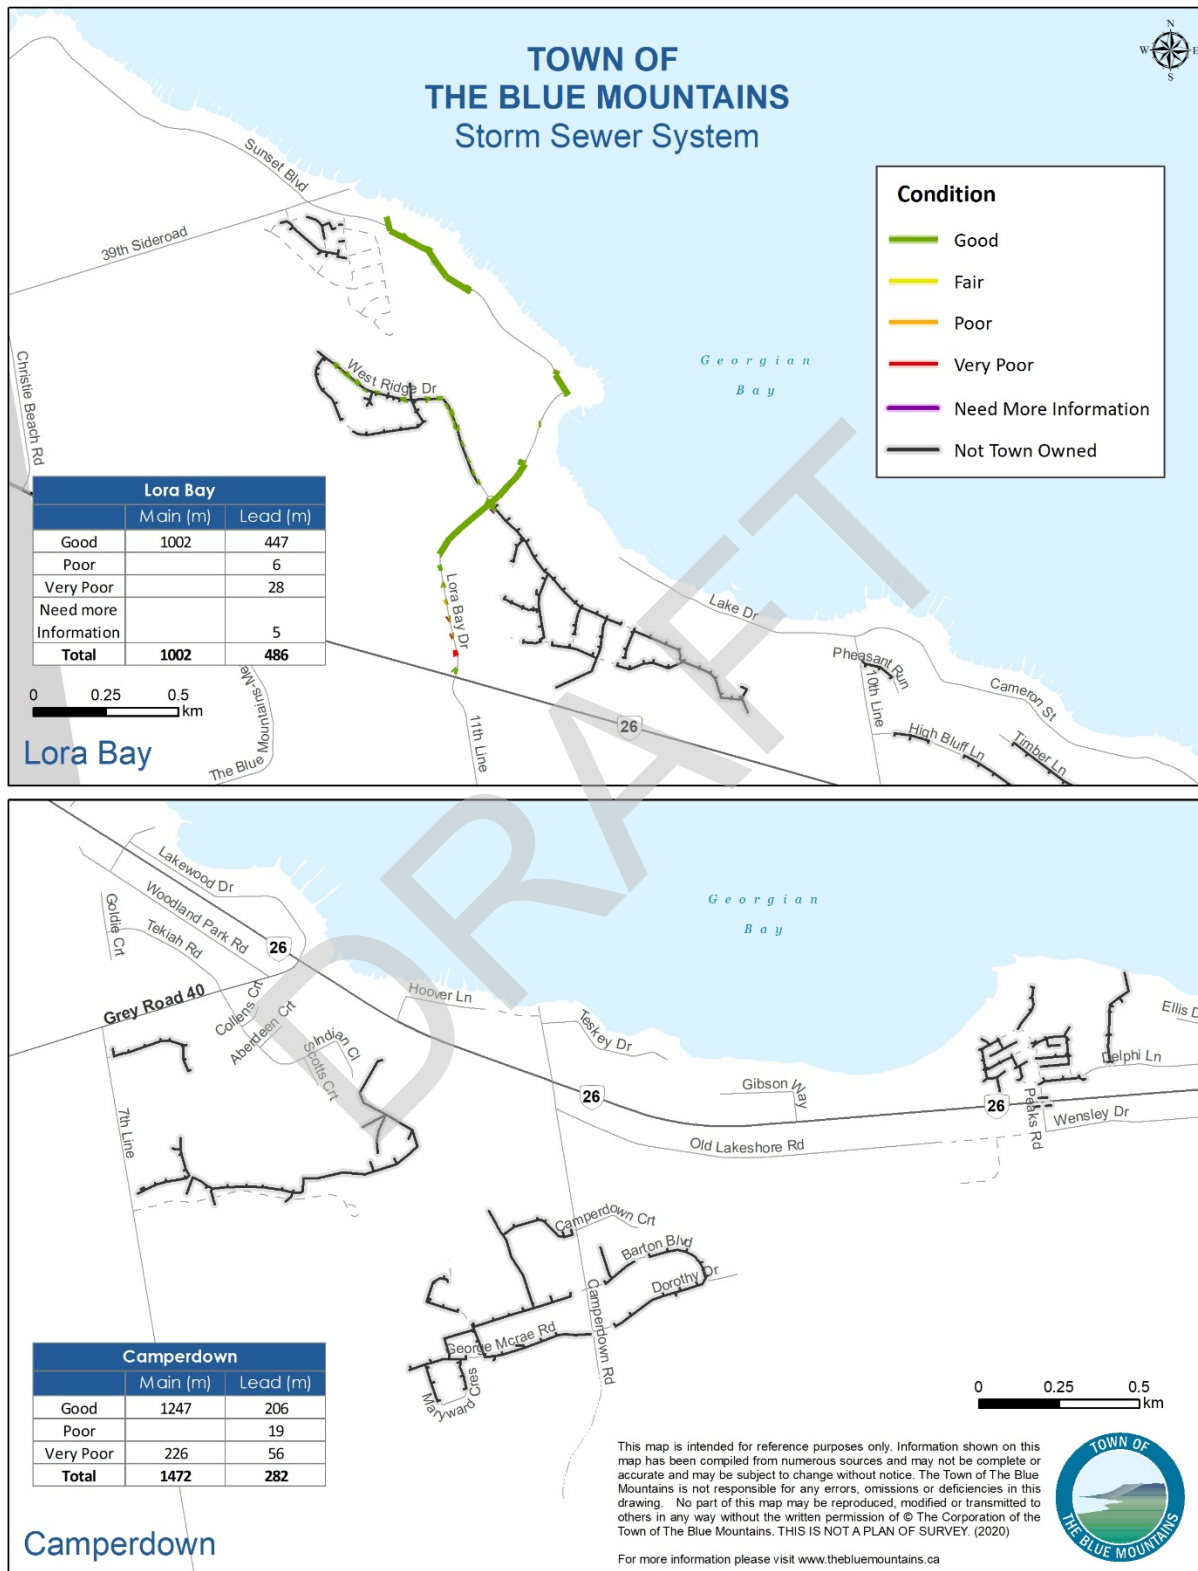 TOWN OF
THE BLUE MOUNTAINS
Storm Sewer System
N
W E
S
Condition
Good
Fair
Poor
Very Poor
Need More Information
Not Town Owned
Sunset Blvd
39th Sideroad
Christie Beach Rd
West Ridge Dr
Georgian
Bay
Lora Bay
Main (m) Lead (m)
Good 1002 447
Poor 6
Very Poor 28
Need more
Information 5
Total 1002 486
0 0.25 0.5
km
Lora Bay
The Blue Mountains-Me
Lora Bay Dr
11th Line
26
Lake Dr
Pheasant Run
10th Line
Cameron St
High Bluff Ln
Timber Ln
DRAFT
Lakewood Dr
Woodland Park Rd
Goldie Crt
Tekiah Rd
26
Grey Road 40
Collens Crt
Aberdeen Crt
Indian Cl
Scotts Crt
7th Line
Hoover Ln
Teskey Dr
Georgian
Bay
26
Gibson Way
Old Lakeshore Rd
26
Peaks Rd
Wensley Dr
Delphi Ln
Ellis D
Camperdown Crt
Barton Blvd
Dorothy Dr
Camperdown Rd
George Mcrae Rd
Maryward Cres
Camperdown
Main (m) Lead (m)
Good 1247 206
Poor 19
Very Poor 226 56
Total 1472 282
Camperdown
0 0.25 0.5
km
This map is intended for reference purposes only. Information shown on this
map has been compiled from numerous sources and may not be complete or
accurate and may be subject to change without notice. The Town of The Blue
Mountains is not responsible for any errors, omissions or deficiencies in this
drawing. No part of this map may be reproduced, modified or transmitted to
others in any way without the written permission of © The Corporation of the
Town of The Blue Mountains. THIS IS NOT A PLAN OF SURVEY. (2020)
For more information please visit www.thebluemountains.ca
TOWN OF
THE BLUE MOUNTAINS